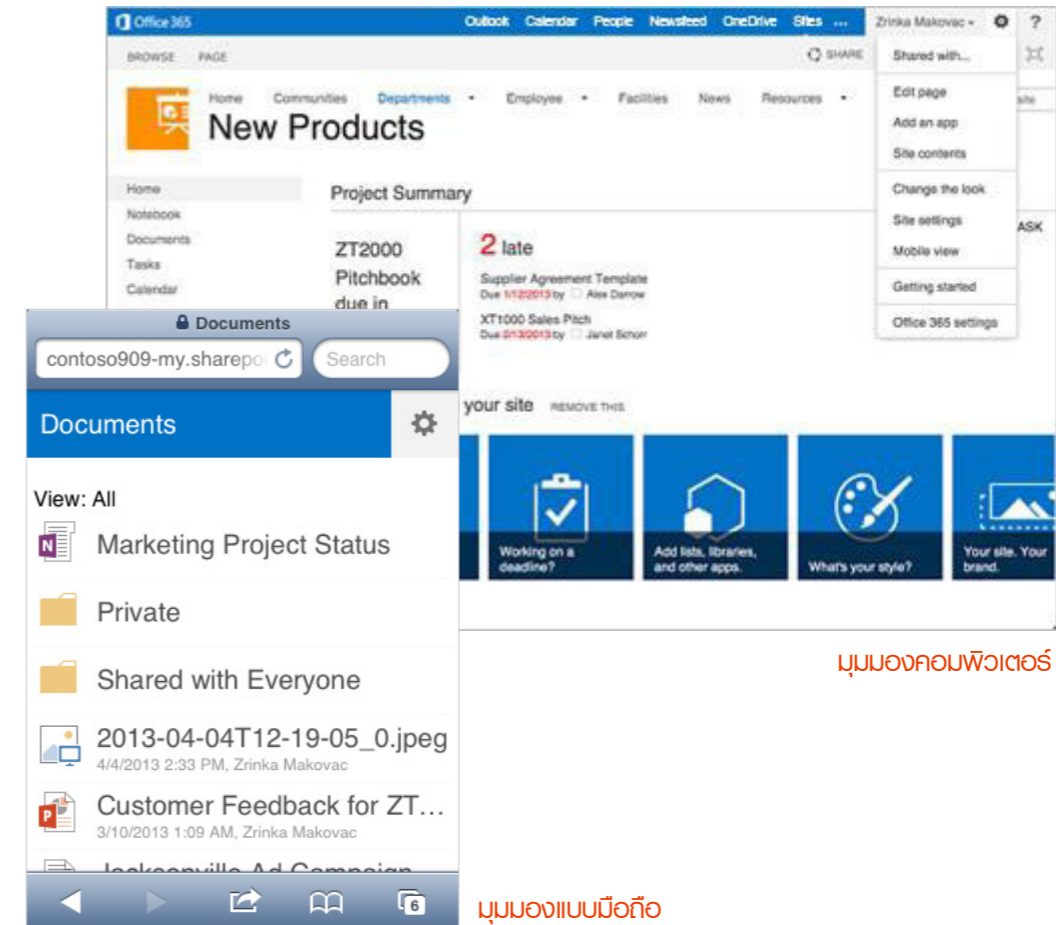 Office 365
Outlook Calendar People Newsfeed OneDrive Sites ... Zrinka Makovac ?
BROWSE PAGE SHARE
Shared with...
Edit page
Add an app
Site contents
Change the look
Site settings
Mobile view
Getting started
Office 365 settings
Home Communities Departments Employee Facilities News Resources
site
New Products
Home
Notebook
Documents
Tasks
Calendar
Project Summary
ASK
ZT2000
Pitchbook
due in
2 late
Supplier Agreement Template
Due 1/12/2013 by Alex Darrow
XT1000 Sales Pitch
Due 2/13/2013 by Janet Schorr
your site REMOVE THIS
Working on a
deadline?
Add lists, libraries,
and other apps.
What's your style?
Your site. Your
brand.
มุมมองคอมพิวเตอร์
Documents
contoso909-my.sharepoi
Search
Documents
View: All
Marketing Project Status
Private
Shared with Everyone
2013-04-04T12-19-05_0.jpeg
4/4/2013 2:33 PM, Zrinka Makovac
Customer Feedback for ZT...
3/10/2013 1:09 AM, Zrinka Makovac
Jacksonville Ad Campaign
6
มุมมองแบบมือถือ